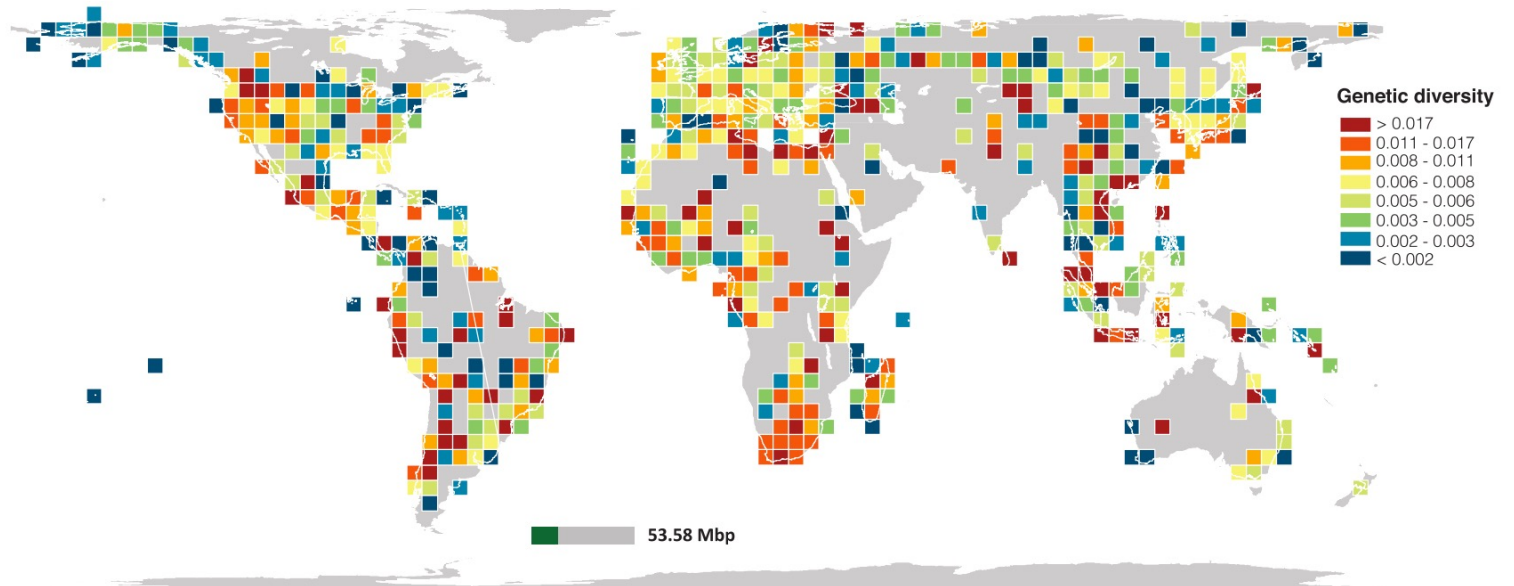 Genetic diversity
> 0.017
0.011 - 0.017
0.008 - 0.011
0.006 - 0.008
0.005 - 0.006
0.003 - 0.005
0.002 - 0.003
< 0.002
53.58 Mbp